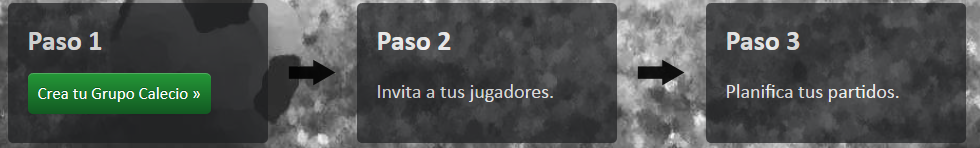 Paso 1
Crea tu Grupo Calecio »
Paso 2
Invita a tus jugadores.
Paso 3
Planifica tus partidos.